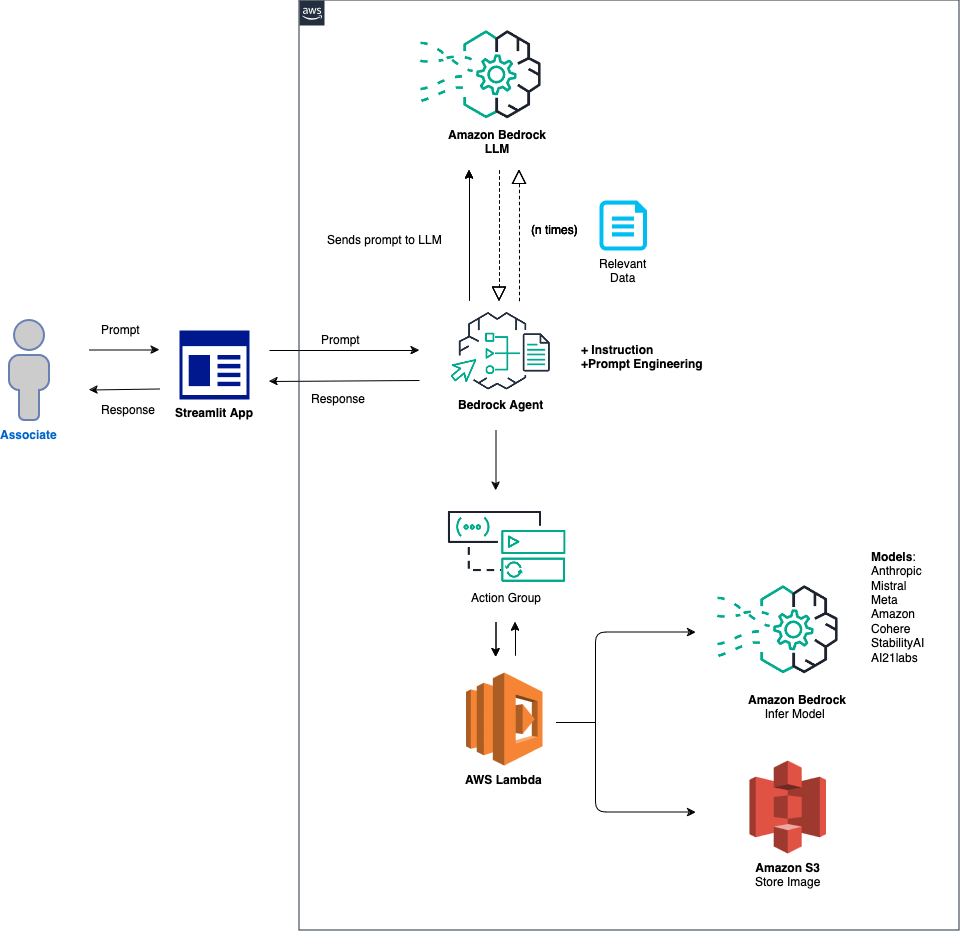 aws
Amazon Bedrock
LLM
Sends prompt to LLM
(n times)
Relevant
Data
Prompt
Response
Associate
Streamlit App
Prompt
Response
Bedrock Agent
+ Instruction
+Prompt Engineering
Action Group
AWS Lambda
Models:
Anthropic
Mistral
Meta
Amazon
Cohere
StabilityAI
AI21labs
Amazon Bedrock
Infer Model
Amazon S3
Store Image